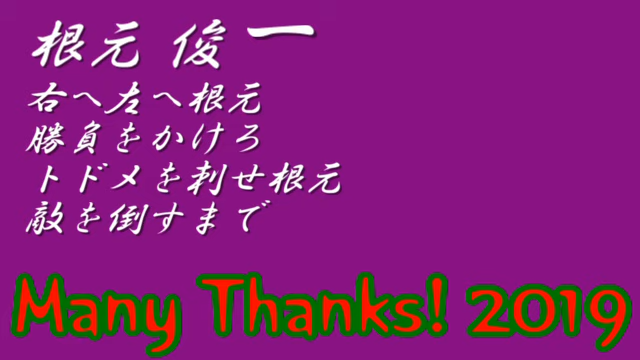 根元 俊一
右へ左へ根元
勝負をかけろ
トドメを刺せ根元
敵を倒すまで
Many Thanks! 2019